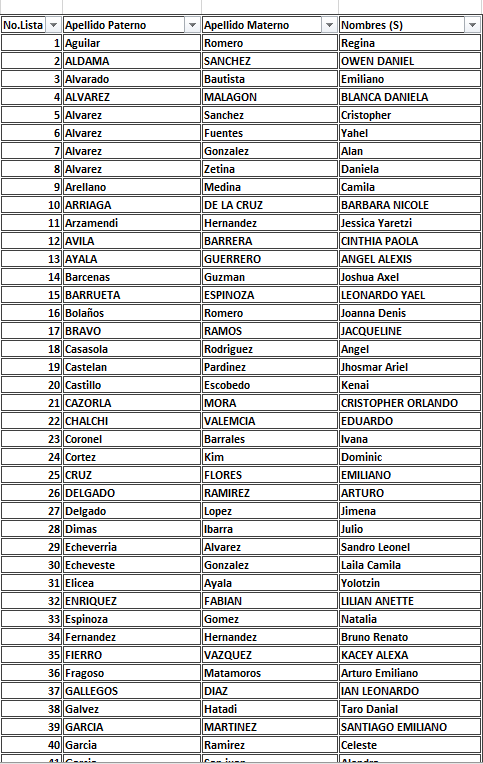 No.Lista Apellido Paterno Apellido Materno Nombres (S)
1 Aguilar Romero Regina
2 ALDAMA SANCHEZ OWEN DANIEL
3 Alvarado Bautista Emiliano
4 ALVAREZ MALAGON BLANCA DANIELA
5 Alvarez Sanchez Cristopher
6 Alvarez Fuentes Yahel
7 Alvarez Gonzalez Alan
8 Alvarez Zetina Daniela
9 Arellano Medina Camila
10 ARRIAGA DE LA CRUZ BARBARA NICOLE
11 Arzamendi Hernandez Jessica Yaretzi
12 AVILA BARRERA CINTHIA PAOLA
13 AYALA GUERRERO ANGEL ALEXIS
14 Barcenas Guzman Joshua Axel
15 BARRUETA ESPINOZA LEONARDO YAEL
16 Bolaños Romero Joanna Denis
17 BRAVO RAMOS JACQUELINE
18 Casasola Rodriguez Angel
19 Castelan Pardinez Jhosmar Ariel
20 Castillo Escobedo Kenai
21 CAZORLA MORA CRISTOPHER ORLANDO
22 CHALCHI VALEMCIA EDUARDO
23 Coronel Barrales Ivana
24 Cortez Kim Dominic
25 CRUZ FLORES EMILIANO
26 DELGADO RAMIREZ ARTURO
27 Delgado Lopez Jimena
28 Dimas Ibarra Julio
29 Echeverria Alvarez Sandro Leonel
30 Echeveste Gonzalez Laila Camila
31 Elicea Ayala Yolotzin
32 ENRIQUEZ FABIAN LILIAN ANETTE
33 Espinoza Gomez Natalia
34 Fernandez Hernandez Bruno Renato
35 FIERRO VAZQUEZ KACEY ALEXA
36 Fragoso Matamoros Arturo Emiliano
37 GALLEGOS DIAZ IAN LEONARDO
38 Galvez Hatadi Taro Danial
39 GARCIA MARTINEZ SANTIAGO EMILIANO
40 Garcia Ramirez Celeste
41 Garcia